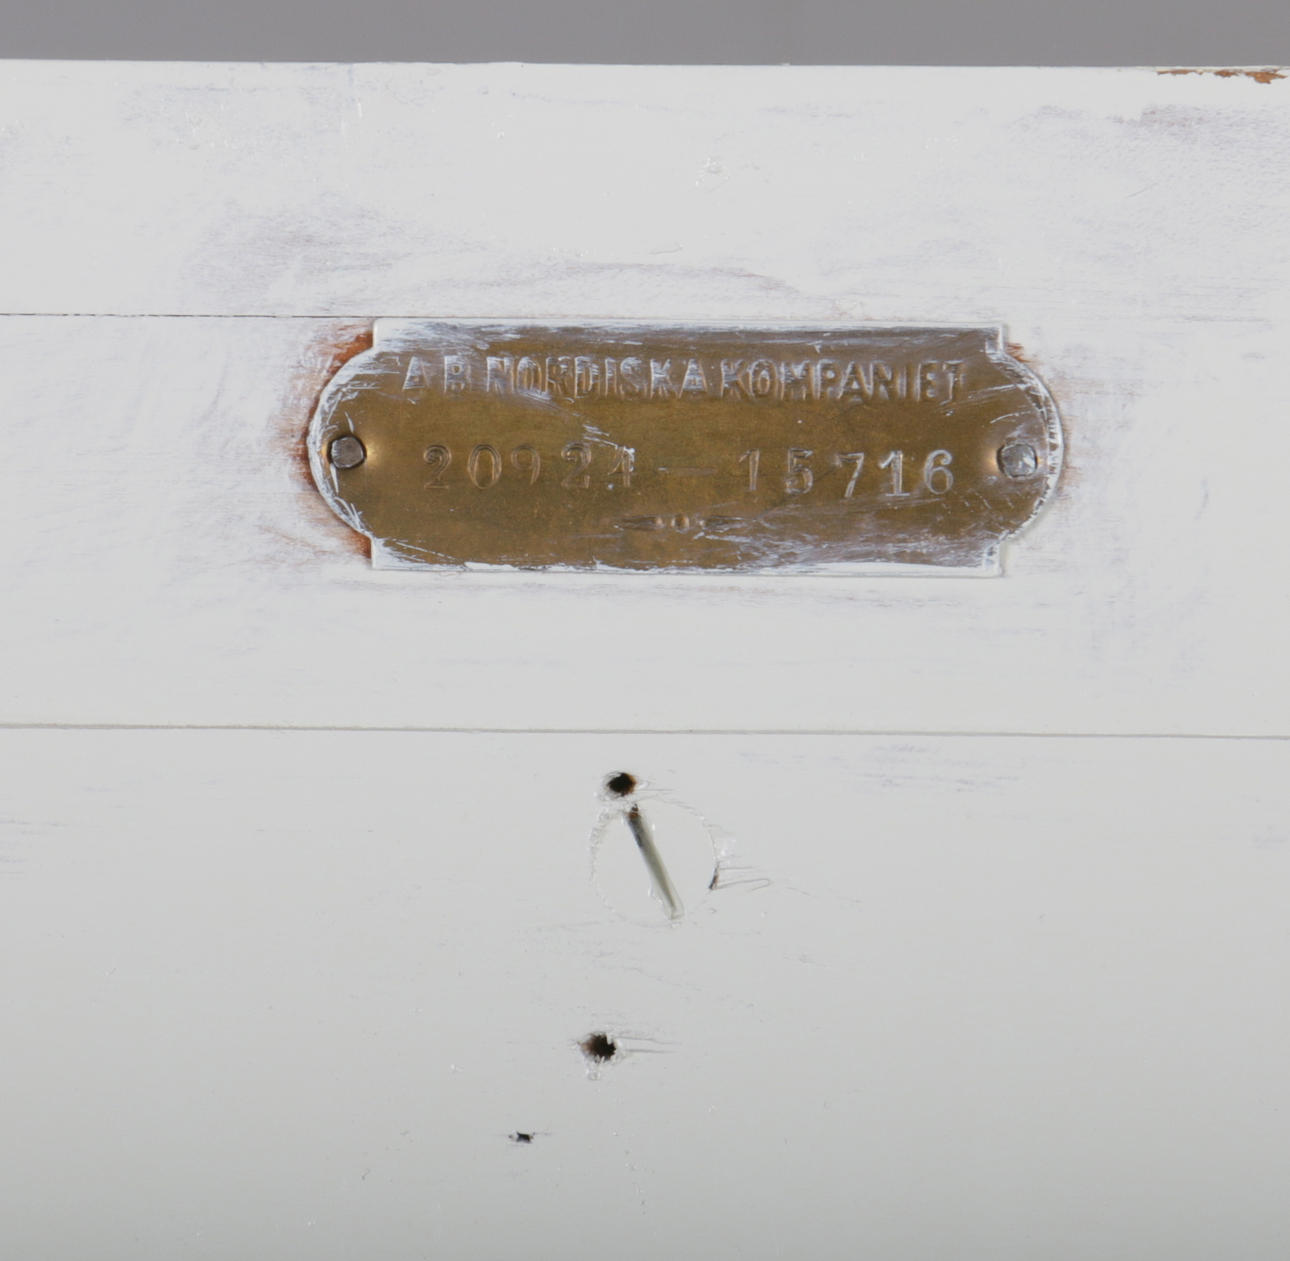 A B NORDISKA KOMPANIET
20924 — 15716